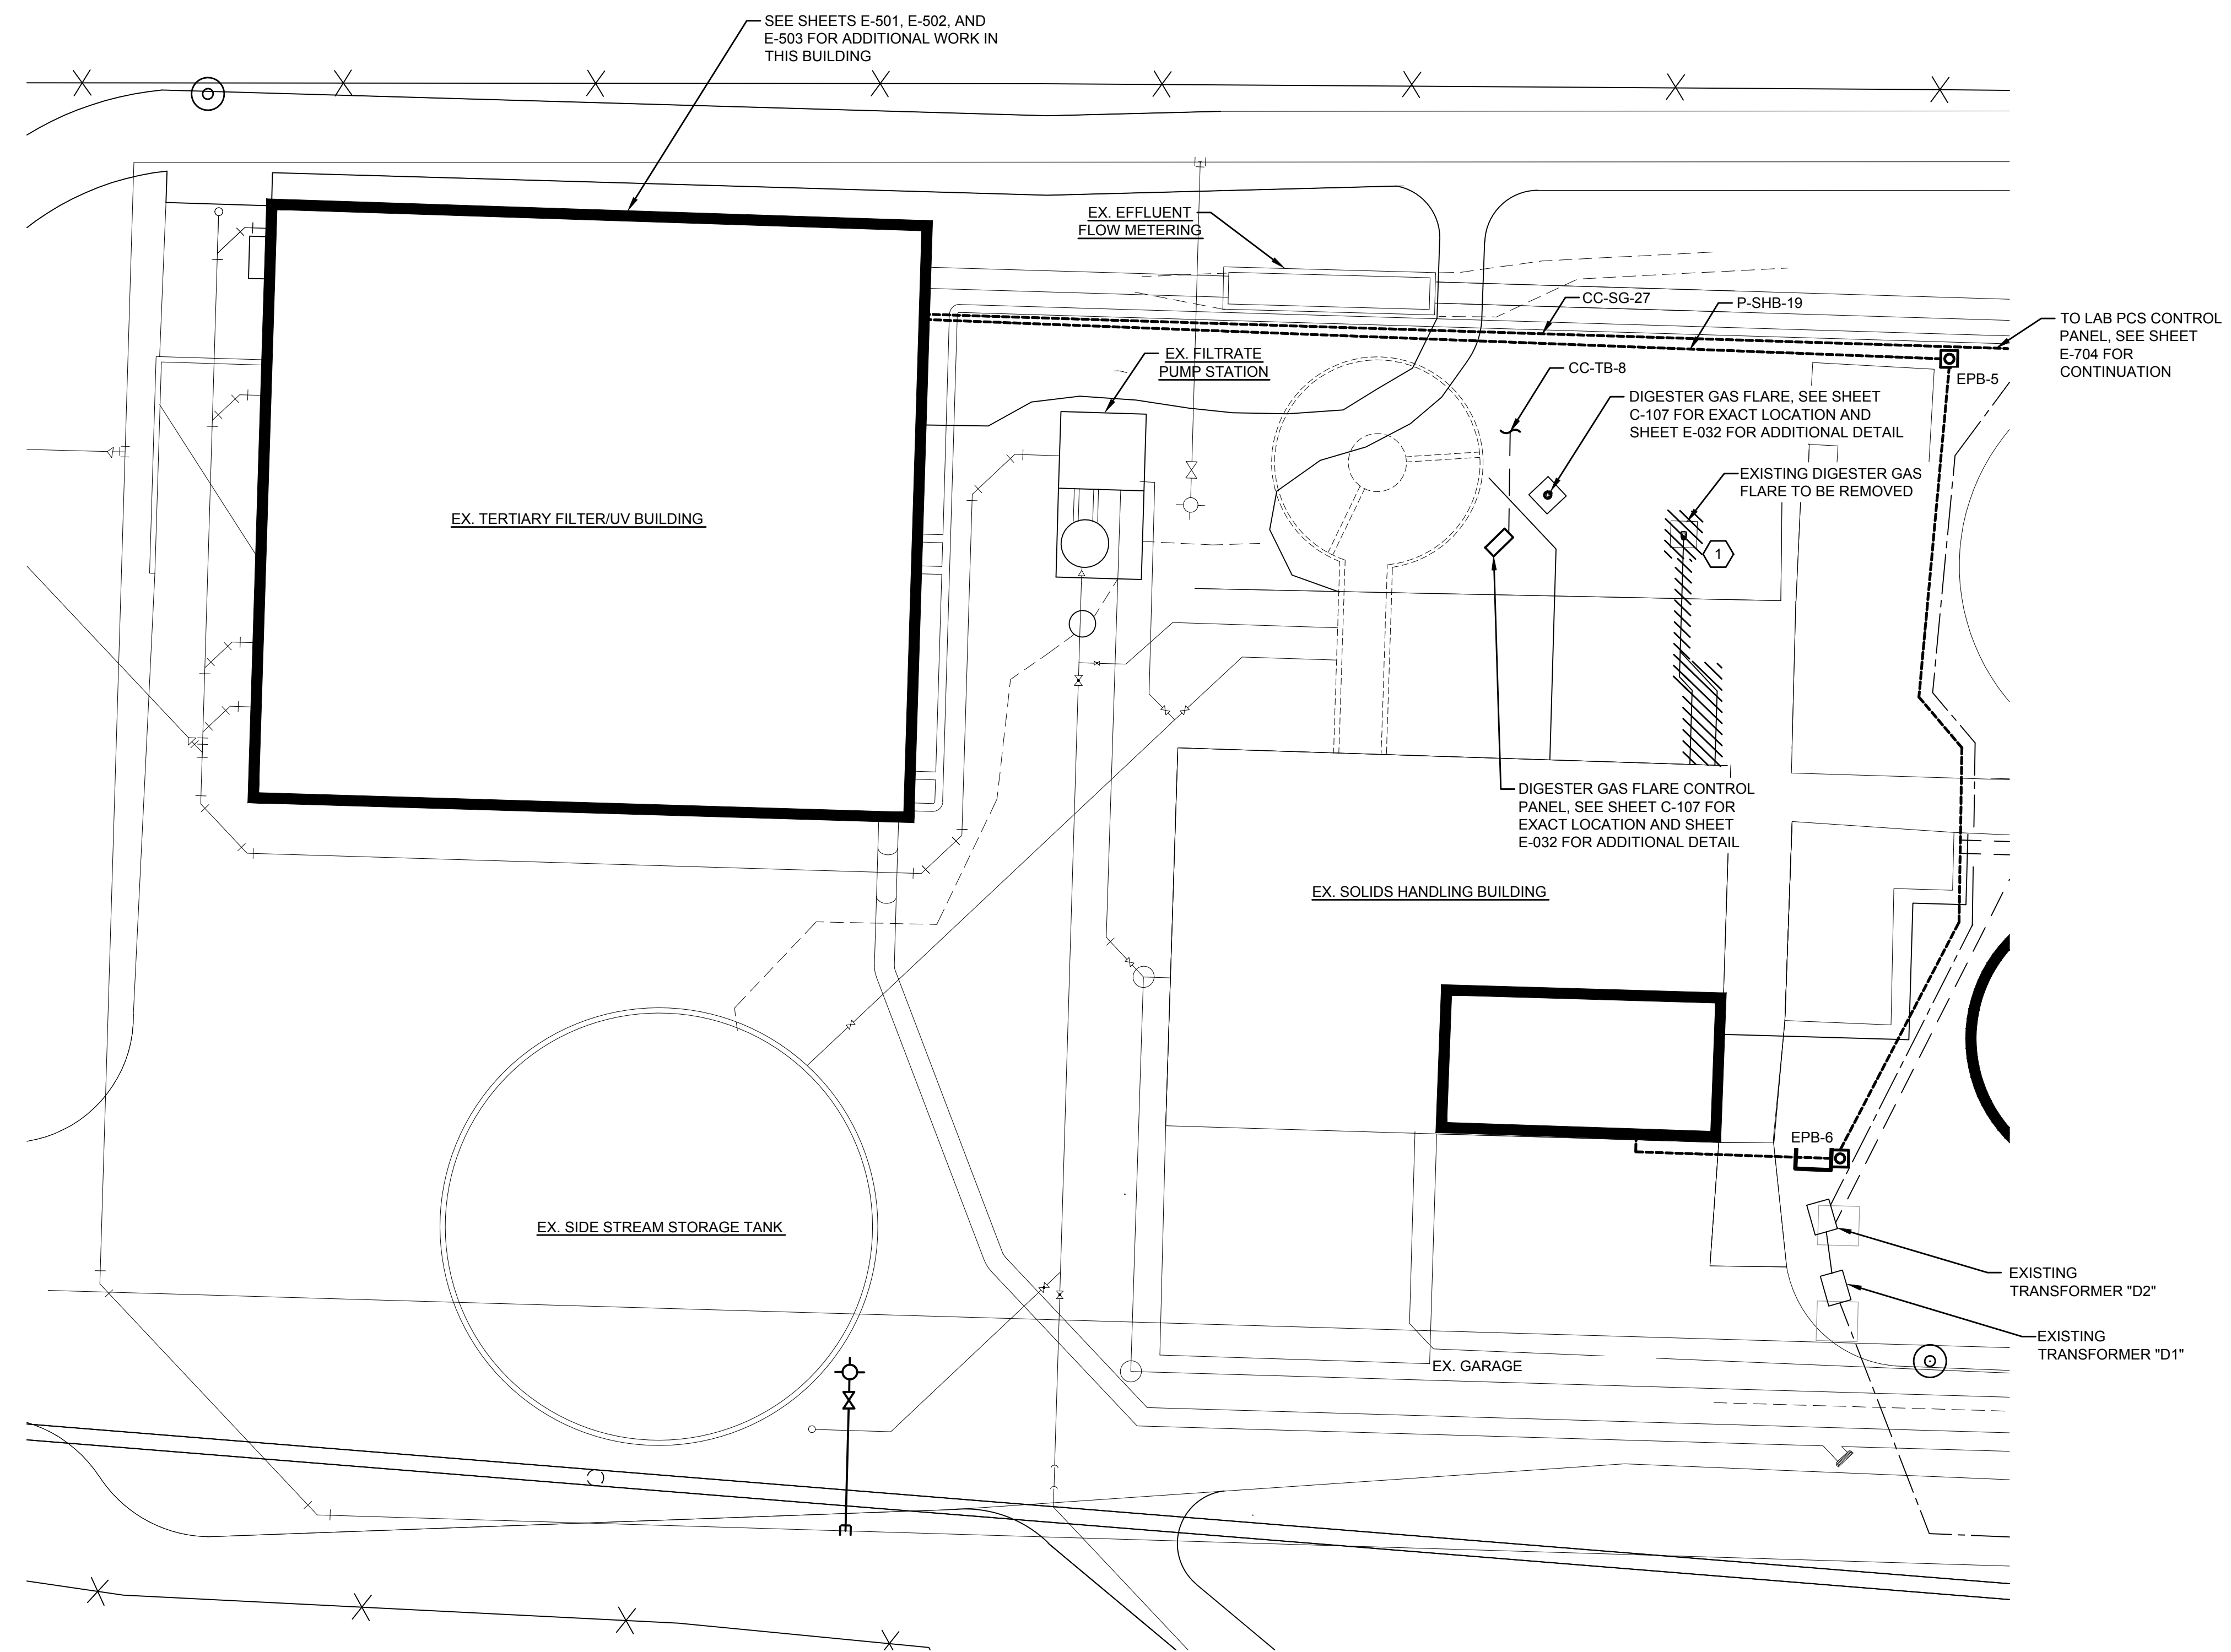 SEE SHEETS E-501, E-502, AND
E-503 FOR ADDITIONAL WORK IN
THIS BUILDING
EX. EFFLUENT
FLOW METERING
CC-SG-27
P-SHB-19
TO LAB PCS CONTROL
PANEL, SEE SHEET
E-704 FOR
CONTINUATION
EX. FILTRATE
PUMP STATION
CC-TB-8
EPB-5
DIGESTER GAS FLARE, SEE SHEET
C-107 FOR EXACT LOCATION AND
SHEET E-032 FOR ADDITIONAL DETAIL
EXISTING DIGESTER GAS
FLARE TO BE REMOVED
1
EX. TERTIARY FILTER/UV BUILDING
DIGESTER GAS FLARE CONTROL
PANEL, SEE SHEET C-107 FOR
EXACT LOCATION AND SHEET
E-032 FOR ADDITIONAL DETAIL
EX. SOLIDS HANDLING BUILDING
EPB-6
EX. SIDE STREAM STORAGE TANK
EXISTING
TRANSFORMER "D2"
EXISTING
TRANSFORMER "D1"
EX. GARAGE